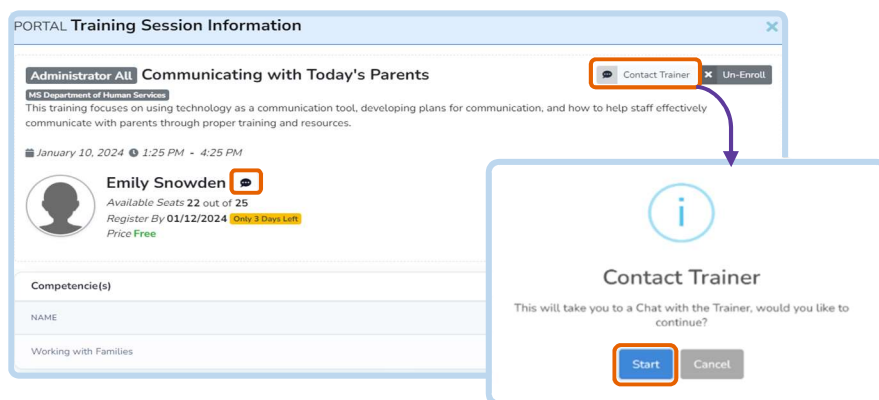 PORTAL Training Session Information
Administrator All Communicating with Today's Parents
Contact Trainer
Un-Enroll
MS Department of Human Services
This training focuses on using technology as a communication tool, developing plans for communication, and how to help staff effectively
communicate with parents through proper training and resources.
January 10, 2024 1:25 PM - 4:25 PM
Emily Snowden
Available Seats 22 out of 25
Register By 01/12/2024 Only 3 Days Left
Price Free
Competencie(s)
NAME
Working with Families
Contact Trainer
This will take you to a Chat with the Trainer, would you like to
continue?
Start Cancel